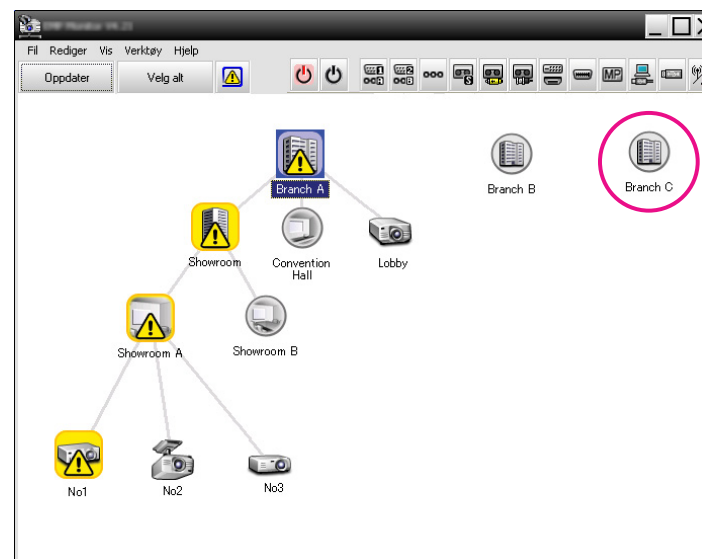 Fil Rediger Vis Verktøy Hjelp
Oppdater Velg alt
MP
Branch A
Branch B
Branch C
Showroom
Convention
Hall
Lobby
Showroom A
Showroom B
No1
No2
No3